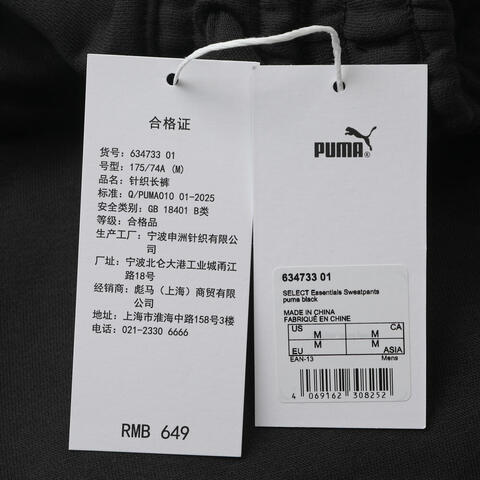 合格证
货号: 634733 01
号型: 175/74A (M)
品名: 针织长裤
标准: Q/PUMA010 01-2025
安全类别: GB 18401 B类
等级: 合格品
生产工厂: 宁波申洲针织有限公
司
厂址: 宁波北仑大港工业城甬江
路18号
经销商: 彪马（上海）商贸有限
公司
地址: 上海市淮海中路158号3楼
电话: 021-2330 6666
RMB 649
PUMA®
634733 01
SELECT Essentials Sweatpants
puma black
MADE IN CHINA
FABRIQUÉ EN CHINE
US M M CA
EU M M ASIA
EAN-13 Mens
4 069162 308252